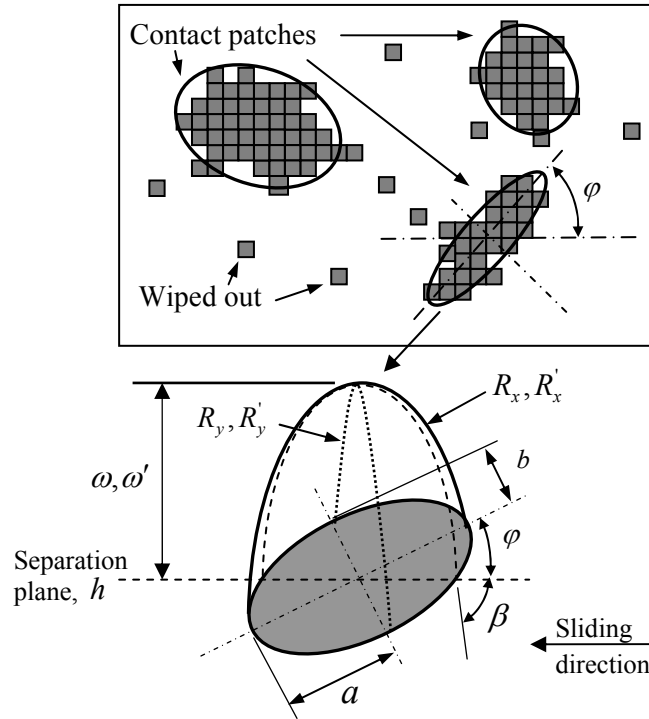 Contact patches
φ
Wiped out
R_x, R'_x
R_y, R'_y
b
ω, ω′
φ
Separation
plane, h
β
Sliding
direction
a